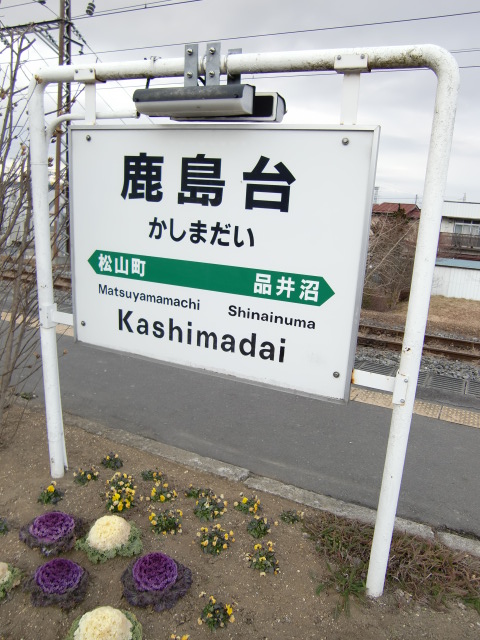 鹿島台
かしまだい
松山町 品井沼
Matsuyamamachi Shinainuma
Kashimadai